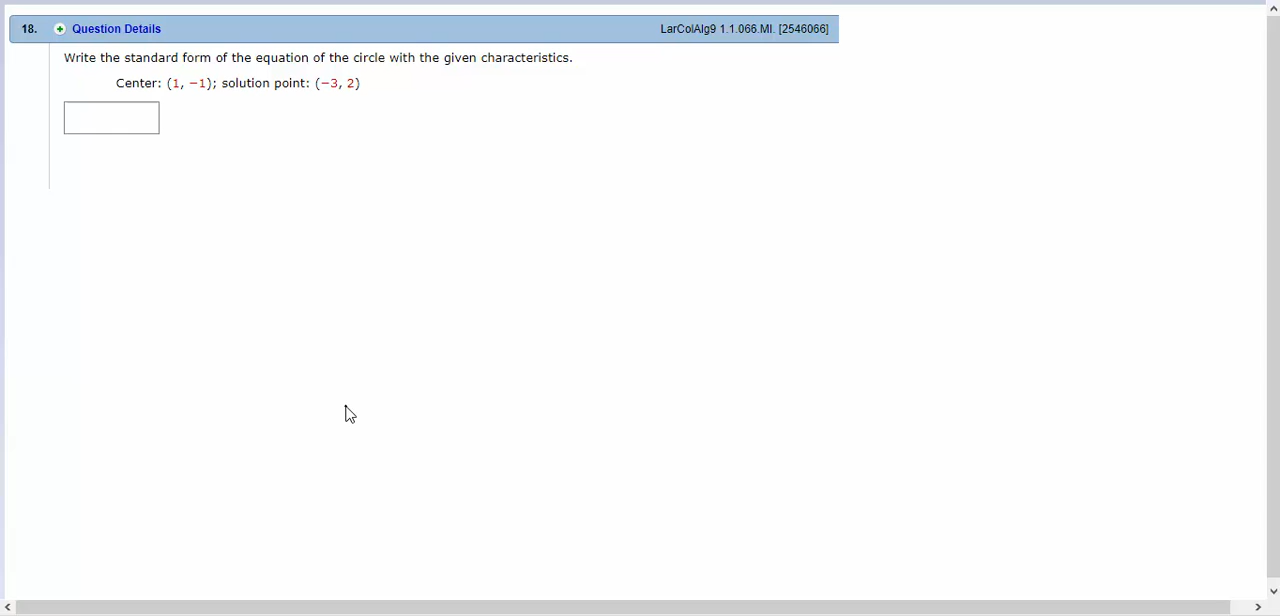 18. Question Details LarColAlg9 1.1.066.MI. [2546066]
Write the standard form of the equation of the circle with the given characteristics.
Center: (1, −1); solution point: (−3, 2)